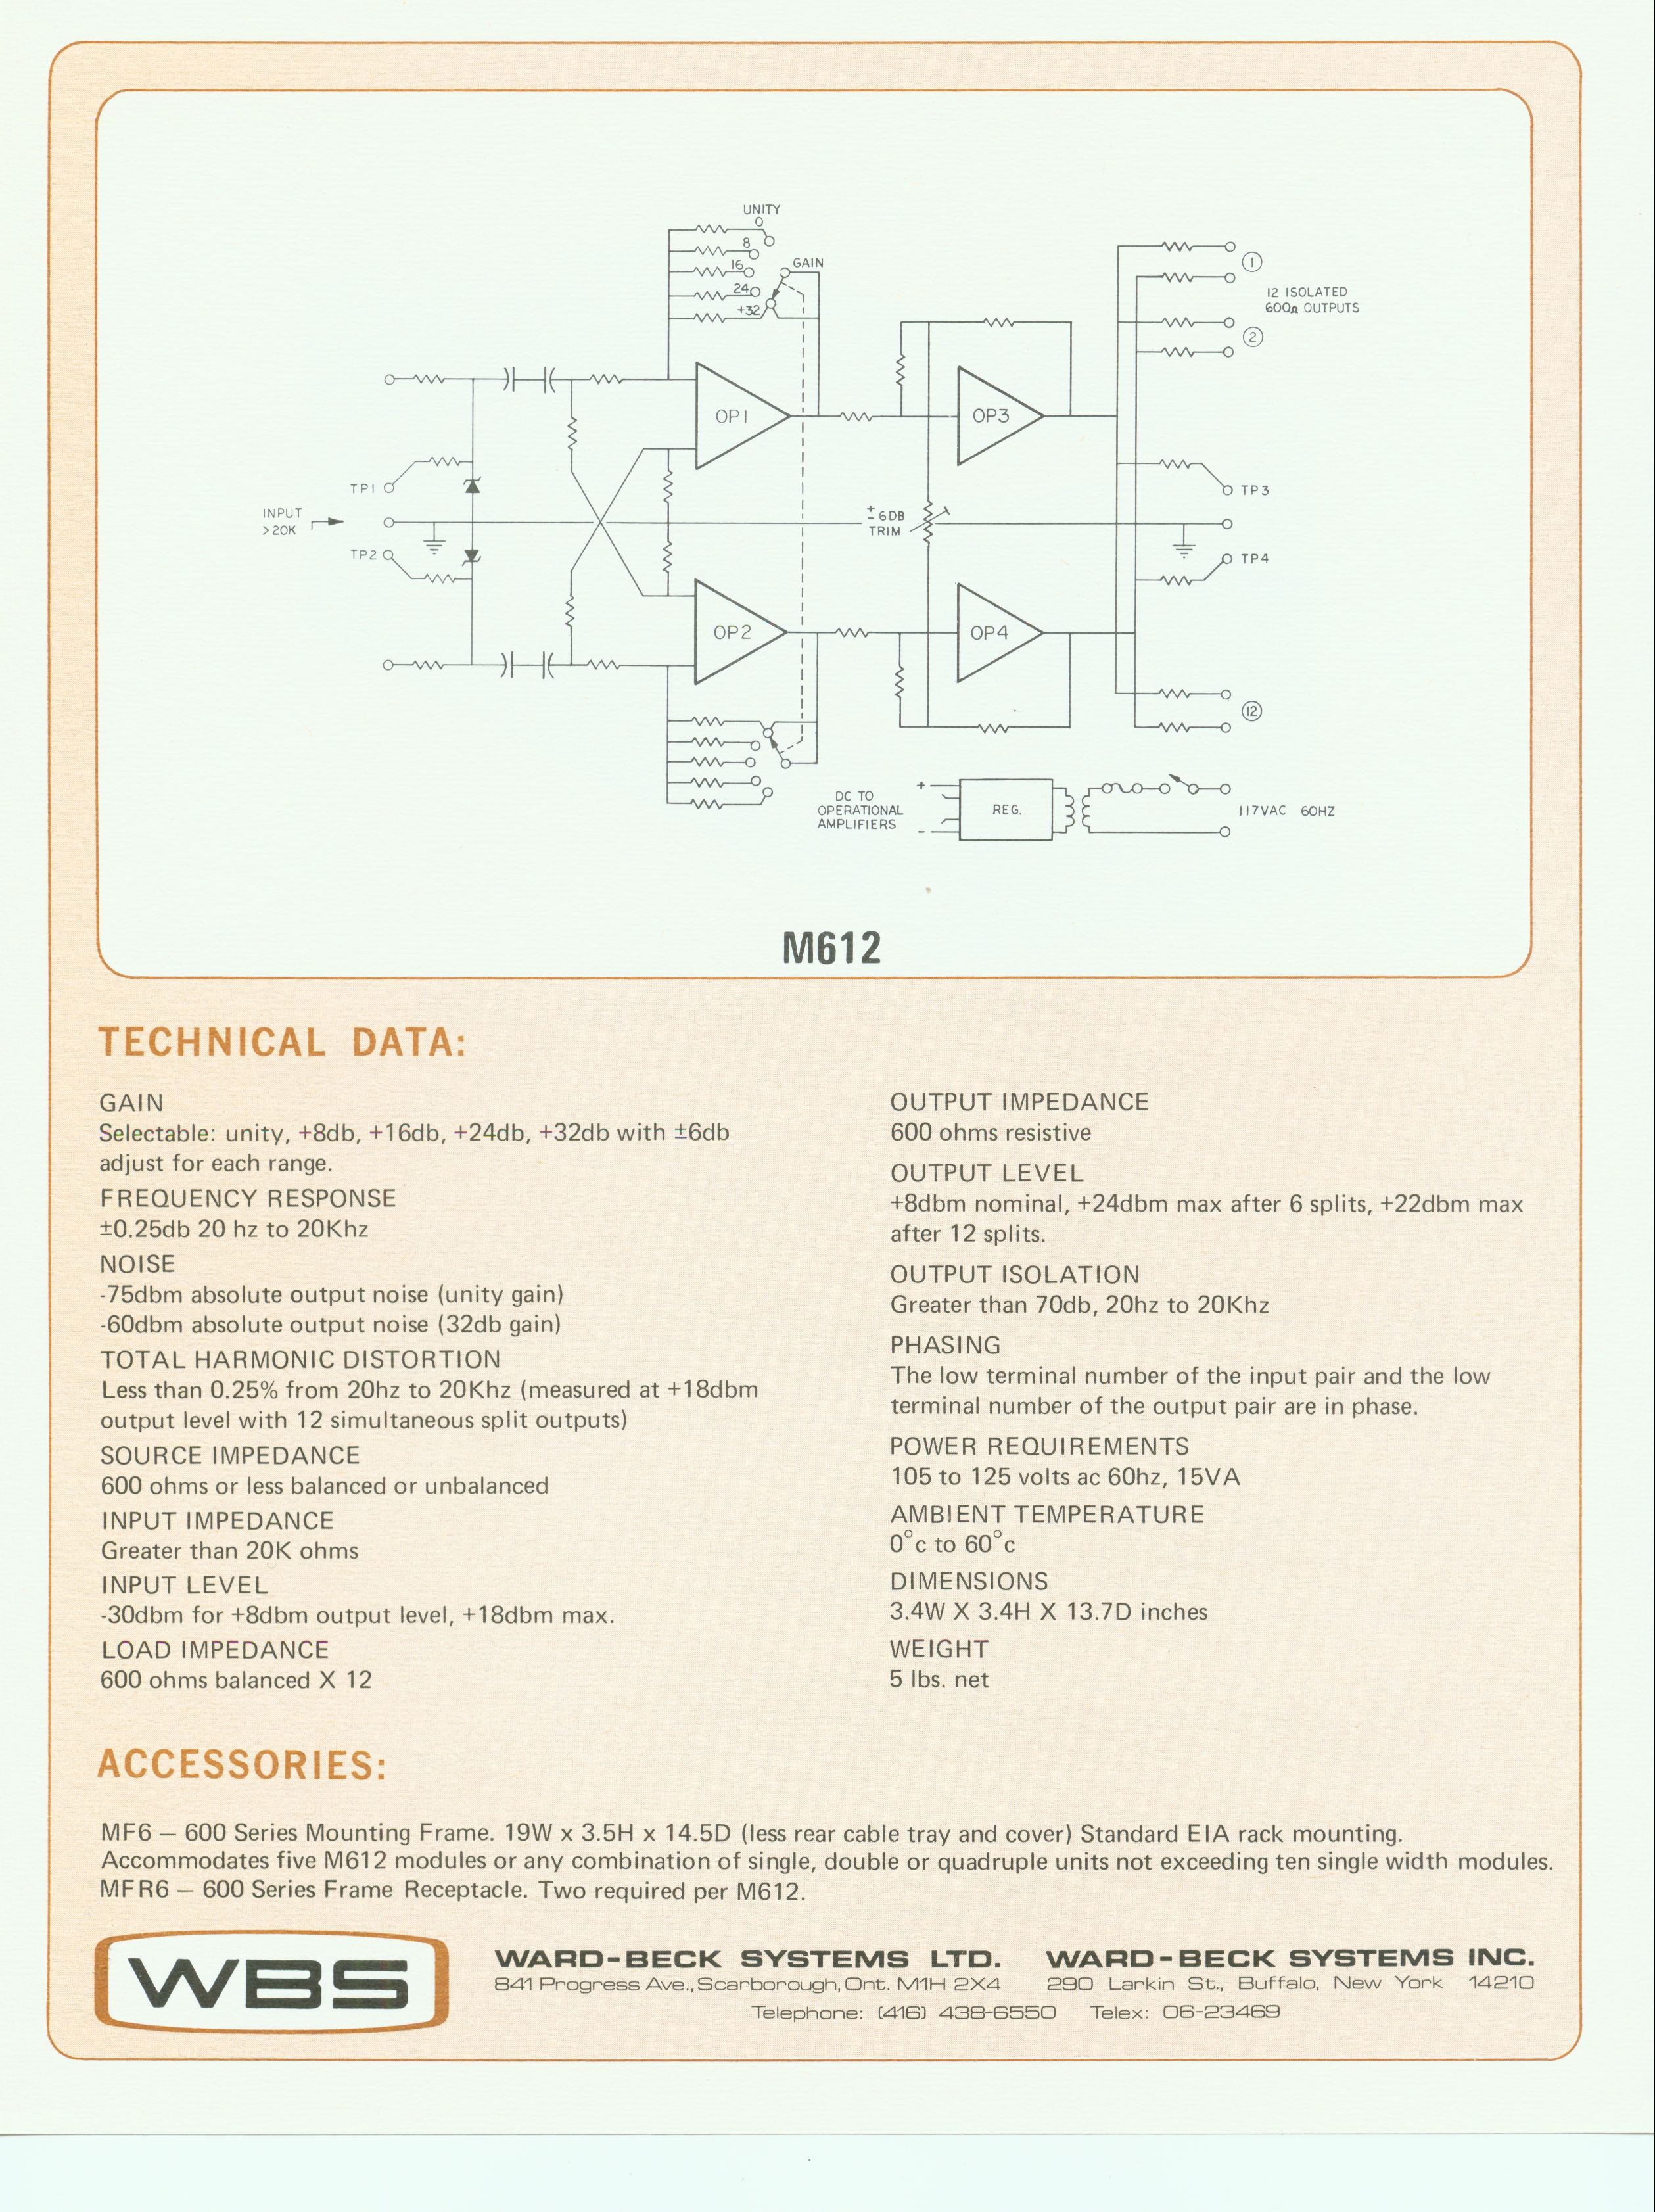 UNITY
0
8
16
24
+32
GAIN
1
12 ISOLATED
600Ω OUTPUTS
2
OP1
OP3
TP1
TP3
INPUT
>20K
± 6DB
TRIM
TP2
TP4
OP2
OP4
12
DC TO
OPERATIONAL
AMPLIFIERS
+
-
REG.
117VAC 60HZ
M612
TECHNICAL DATA:
GAIN
Selectable: unity, +8db, +16db, +24db, +32db with ±6db
adjust for each range.
FREQUENCY RESPONSE
±0.25db 20 hz to 20Khz
NOISE
-75dbm absolute output noise (unity gain)
-60dbm absolute output noise (32db gain)
TOTAL HARMONIC DISTORTION
Less than 0.25% from 20hz to 20Khz (measured at +18dbm
output level with 12 simultaneous split outputs)
SOURCE IMPEDANCE
600 ohms or less balanced or unbalanced
INPUT IMPEDANCE
Greater than 20K ohms
INPUT LEVEL
-30dbm for +8dbm output level, +18dbm max.
LOAD IMPEDANCE
600 ohms balanced X 12
OUTPUT IMPEDANCE
600 ohms resistive
OUTPUT LEVEL
+8dbm nominal, +24dbm max after 6 splits, +22dbm max
after 12 splits.
OUTPUT ISOLATION
Greater than 70db, 20hz to 20Khz
PHASING
The low terminal number of the input pair and the low
terminal number of the output pair are in phase.
POWER REQUIREMENTS
105 to 125 volts ac 60hz, 15VA
AMBIENT TEMPERATURE
0°c to 60°c
DIMENSIONS
3.4W X 3.4H X 13.7D inches
WEIGHT
5 lbs. net
ACCESSORIES:
MF6 — 600 Series Mounting Frame. 19W x 3.5H x 14.5D (less rear cable tray and cover) Standard EIA rack mounting.
Accommodates five M612 modules or any combination of single, double or quadruple units not exceeding ten single width modules.
MFR6 — 600 Series Frame Receptacle. Two required per M612.
WBS
WARD-BECK SYSTEMS LTD.
841 Progress Ave., Scarborough, Ont. M1H 2X4
WARD-BECK SYSTEMS INC.
290 Larkin St., Buffalo, New York 14210
Telephone: (416) 438-6550 Telex: 06-23469